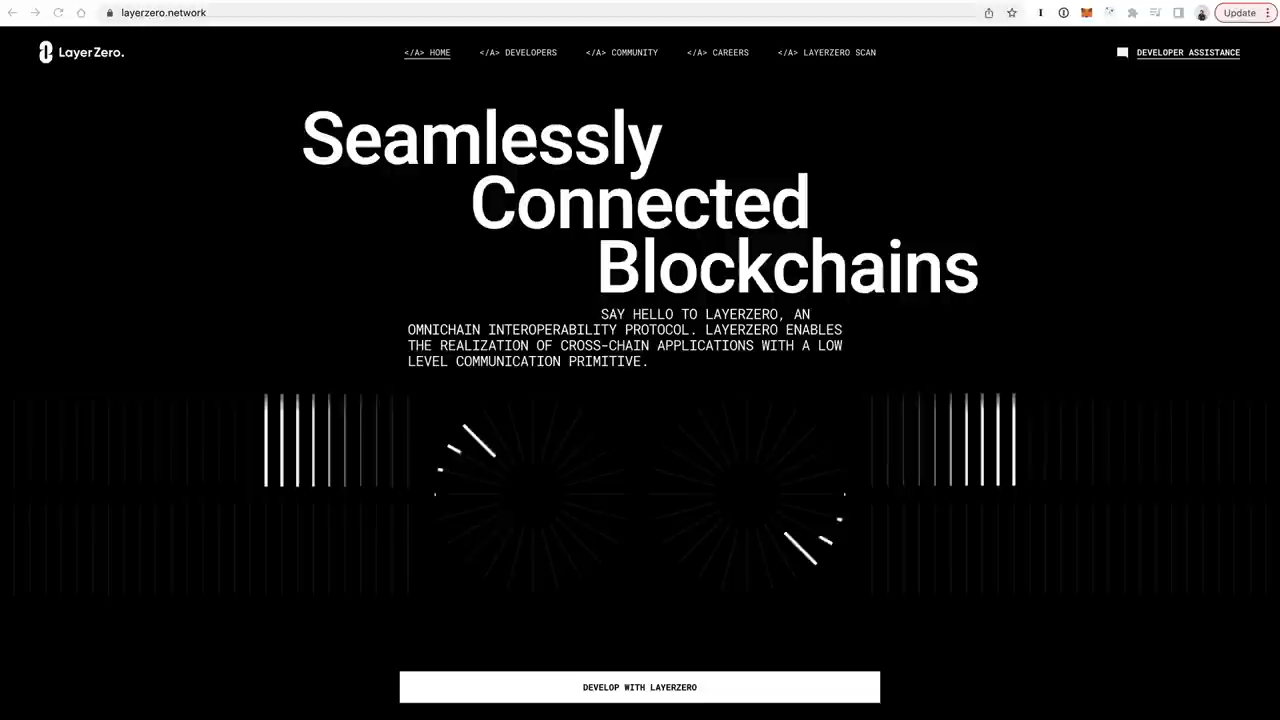 layerzero.network
Update
LayerZero.
</A> HOME
</A> DEVELOPERS
</A> COMMUNITY
</A> CAREERS
</A> LAYERZERO SCAN
DEVELOPER ASSISTANCE
Seamlessly
Connected
Blockchains
SAY HELLO TO LAYERZERO, AN
OMNICHAIN INTEROPERABILITY PROTOCOL. LAYERZERO ENABLES
THE REALIZATION OF CROSS-CHAIN APPLICATIONS WITH A LOW
LEVEL COMMUNICATION PRIMITIVE.
DEVELOP WITH LAYERZERO